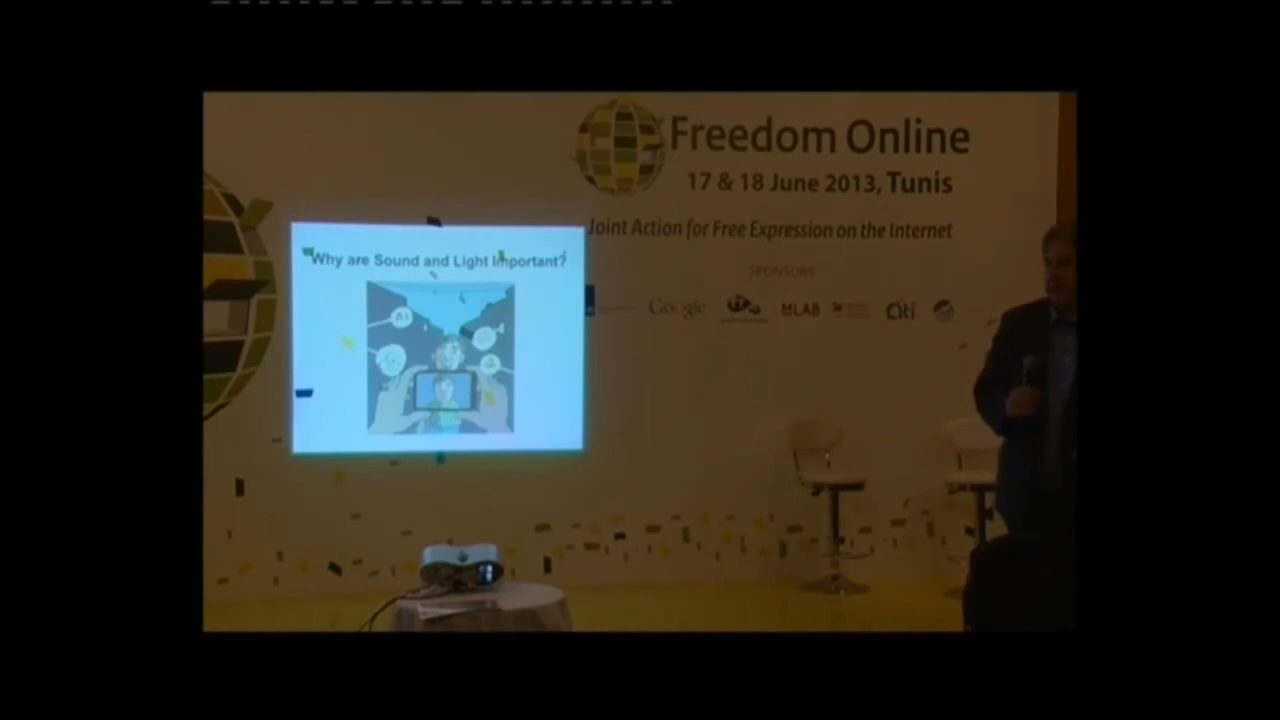 Freedom Online
17 & 18 June 2013, Tunis
Joint Action for Free Expression on the Internet
Why are Sound and Light Important?
SPONSORS
Google
MLAB
citi